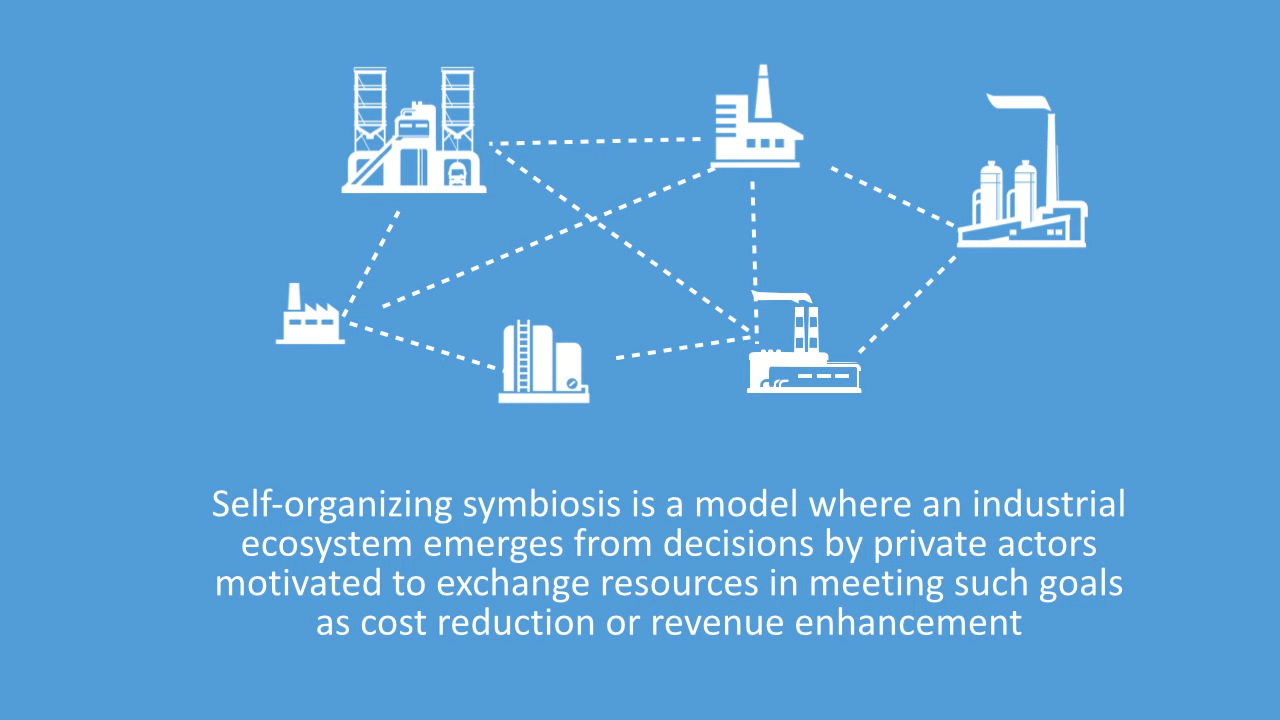 Self-organizing symbiosis is a model where an industrial
ecosystem emerges from decisions by private actors
motivated to exchange resources in meeting such goals
as cost reduction or revenue enhancement